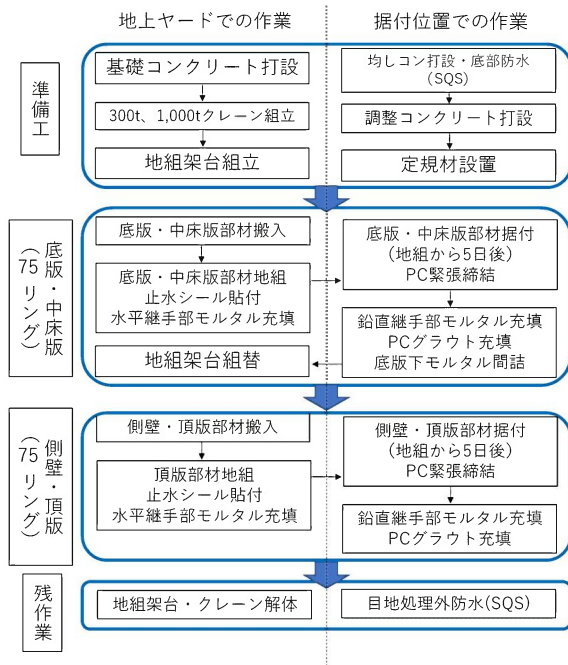 地上ヤードでの作業
据付位置での作業
準備工
基礎コンクリート打設
300t、1,000tクレーン組立
地組架台組立
均しコン打設・底部防水
(SQS)
調整コンクリート打設
定規材設置
底版・中床版
(75リング)
底版・中床版部材搬入
底版・中床版部材地組
止水シール貼付
水平継手部モルタル充填
地組架台組替
底版・中床版部材据付
(地組から5日後)
PC緊張締結
鉛直継手部モルタル充填
PCグラウト充填
底版下モルタル間詰
側壁・頂版
(75リング)
側壁・頂版部材搬入
頂版部材地組
止水シール貼付
水平継手部モルタル充填
側壁・頂版部材据付
(地組から5日後)
PC緊張締結
鉛直継手部モルタル充填
PCグラウト充填
残作業
地組架台・クレーン解体
目地処理外防水(SQS)